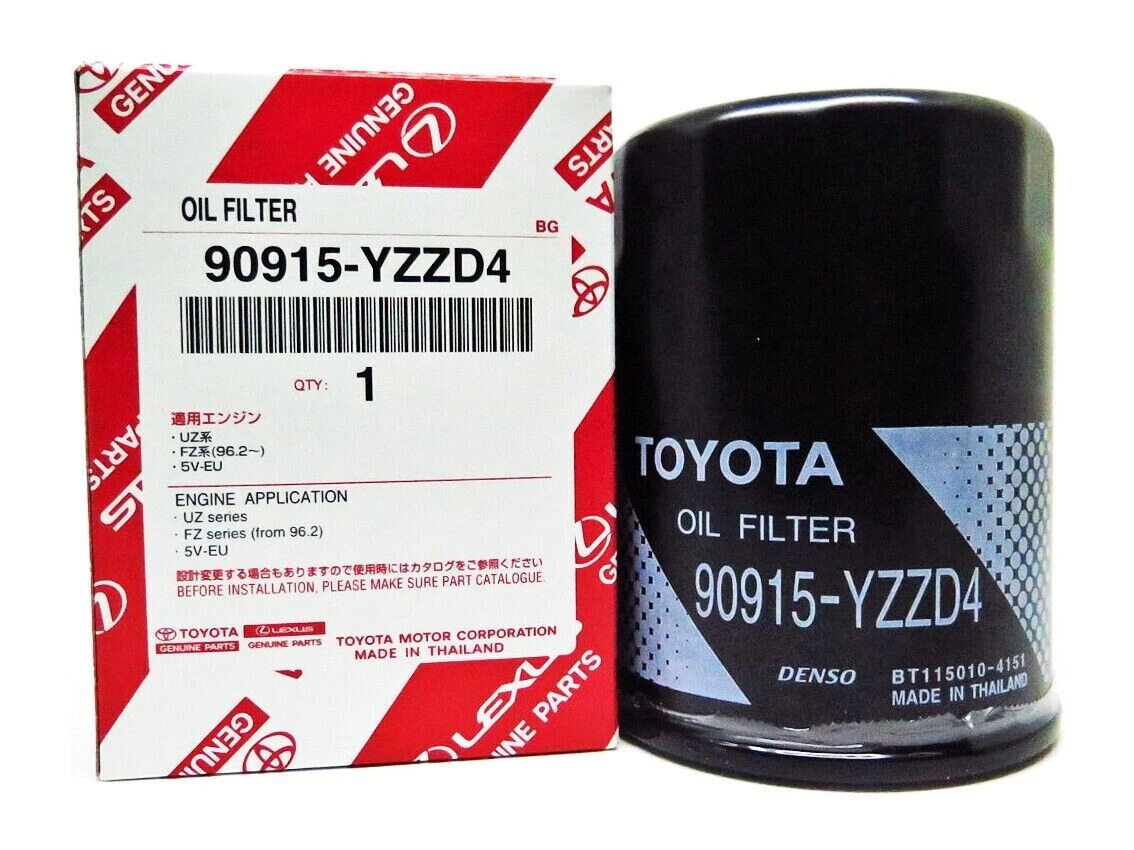 GENUINE
PARTS
LEXUS
GENUINE PARTS
PARTS
OIL FILTER
BG
90915-YZZD4
QTY: 1
適用エンジン
・UZ系
・FZ系(96.2～)
・5V-EU
ENGINE APPLICATION
· UZ series
· FZ series (from 96.2)
· 5V-EU
設計変更する場合もありますので使用時にはカタログをご参照ください
BEFORE INSTALLATION, PLEASE MAKE SURE PART CATALOGUE.
TOYOTA
GENUINE PARTS
LEXUS
GENUINE PARTS
TOYOTA MOTOR CORPORATION
MADE IN THAILAND
GENUINE
LEXUS
GENUINE PARTS
TOYOTA
OIL FILTER
90915-YZZD4
DENSO
BT115010-4151
MADE IN THAILAND